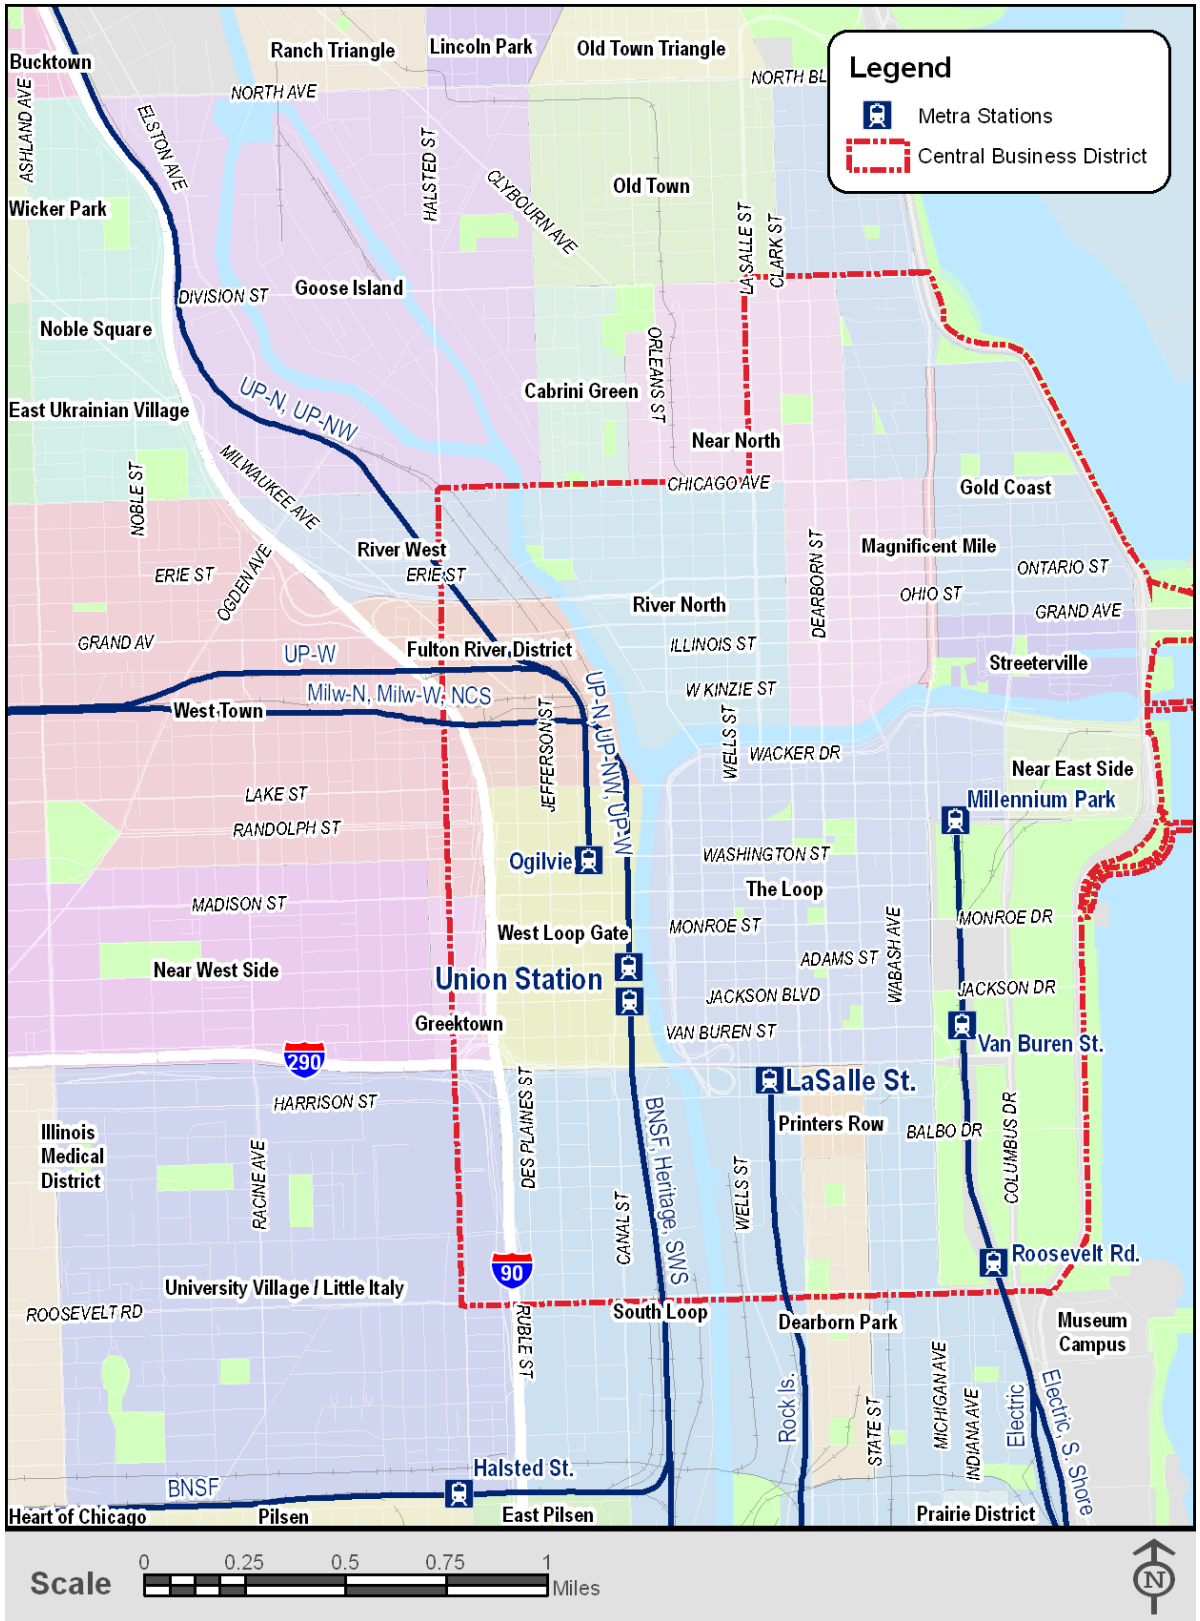 Ranch Triangle
Lincoln Park
Old Town Triangle
Bucktown
NORTH BL
Legend
Metra Stations
Central Business District
NORTH AVE
ASHLAND AVE
ELSTON AVE
HALSTED ST
CLYBOURN AVE
Old Town
Wicker Park
LA SALLE ST
CLARK ST
DIVISION ST
Goose Island
Noble Square
ORLEANS ST
Cabrini Green
UP-N, UP-NW
East Ukrainian Village
Near North
MILWAUKEE AVE
NOBLE ST
CHICAGO AVE
Gold Coast
River West
Magnificent Mile
DEARBORN ST
ERIE ST
OGDEN AVE
ERIE ST
ONTARIO ST
OHIO ST
River North
GRAND AVE
GRAND AV
ILLINOIS ST
Fulton River District
UP-W
Streeterville
Milw-N, Milw-W, NCS
W KINZIE ST
West Town
JEFFERSON ST
UP-N, UP-NW, UP-W
WELLS ST
WACKER DR
Near East Side
LAKE ST
Millennium Park
RANDOLPH ST
Ogilvie
WASHINGTON ST
The Loop
MADISON ST
West Loop Gate
MONROE ST
WABASH AVE
MONROE DR
Near West Side
Union Station
ADAMS ST
JACKSON BLVD
JACKSON DR
Greektown
VAN BUREN ST
Van Buren St.
290
LaSalle St.
HARRISON ST
DES PLAINES ST
BNSF, Heritage, SWS
Printers Row
BALBO DR
COLUMBUS DR
Illinois
Medical
District
RACINE AVE
CANAL ST
WELLS ST
90
Roosevelt Rd.
University Village / Little Italy
ROOSEVELT RD
South Loop
Dearborn Park
Museum
Campus
RUBLE ST
Rock Is.
STATE ST
MICHIGAN AVE
INDIANA AVE
Electric
Electric, S. Shore
Halsted St.
BNSF
Heart of Chicago
Pilsen
East Pilsen
Prairie District
Scale
0 0.25 0.5 0.75 1
Miles
N